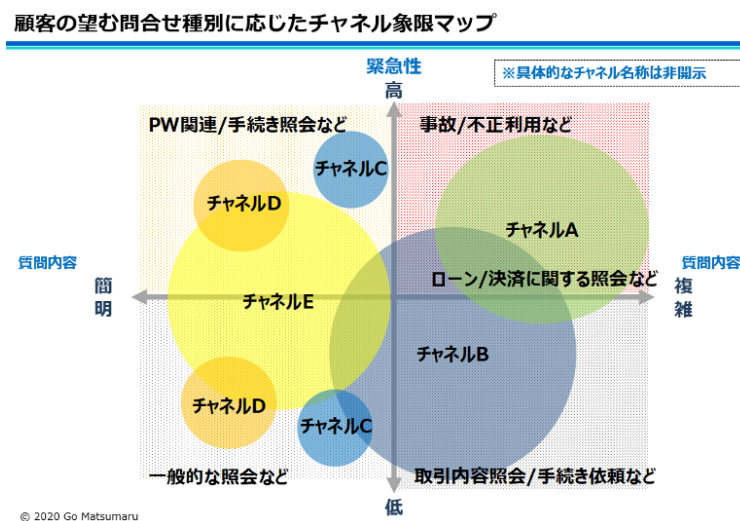 顧客の望む問合せ種別に応じたチャネル象限マップ
緊急性
※具体的なチャネル名称は非開示
高
PW関連/手続き照会など
事故/不正利用など
チャネルC
チャネルD
チャネルA
質問内容
質問内容
ローン/決済に関する照会など
簡明
複雑
チャネルE
チャネルB
チャネルD
チャネルC
一般的な照会など
取引内容照会/手続き依頼など
低
© 2020 Go Matsumaru